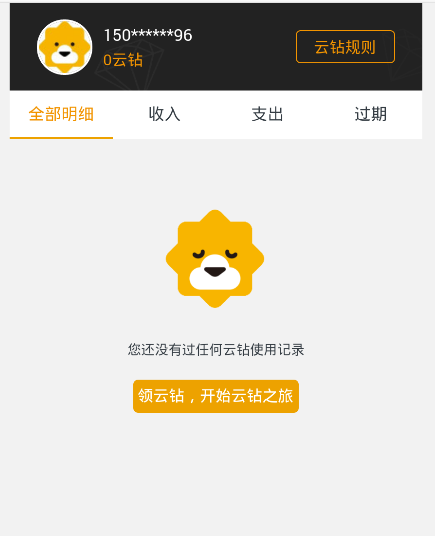 150******96
0云钻
云钻规则
全部明细 收入 支出 过期
您还没有过任何云钻使用记录
领云钻，开始云钻之旅